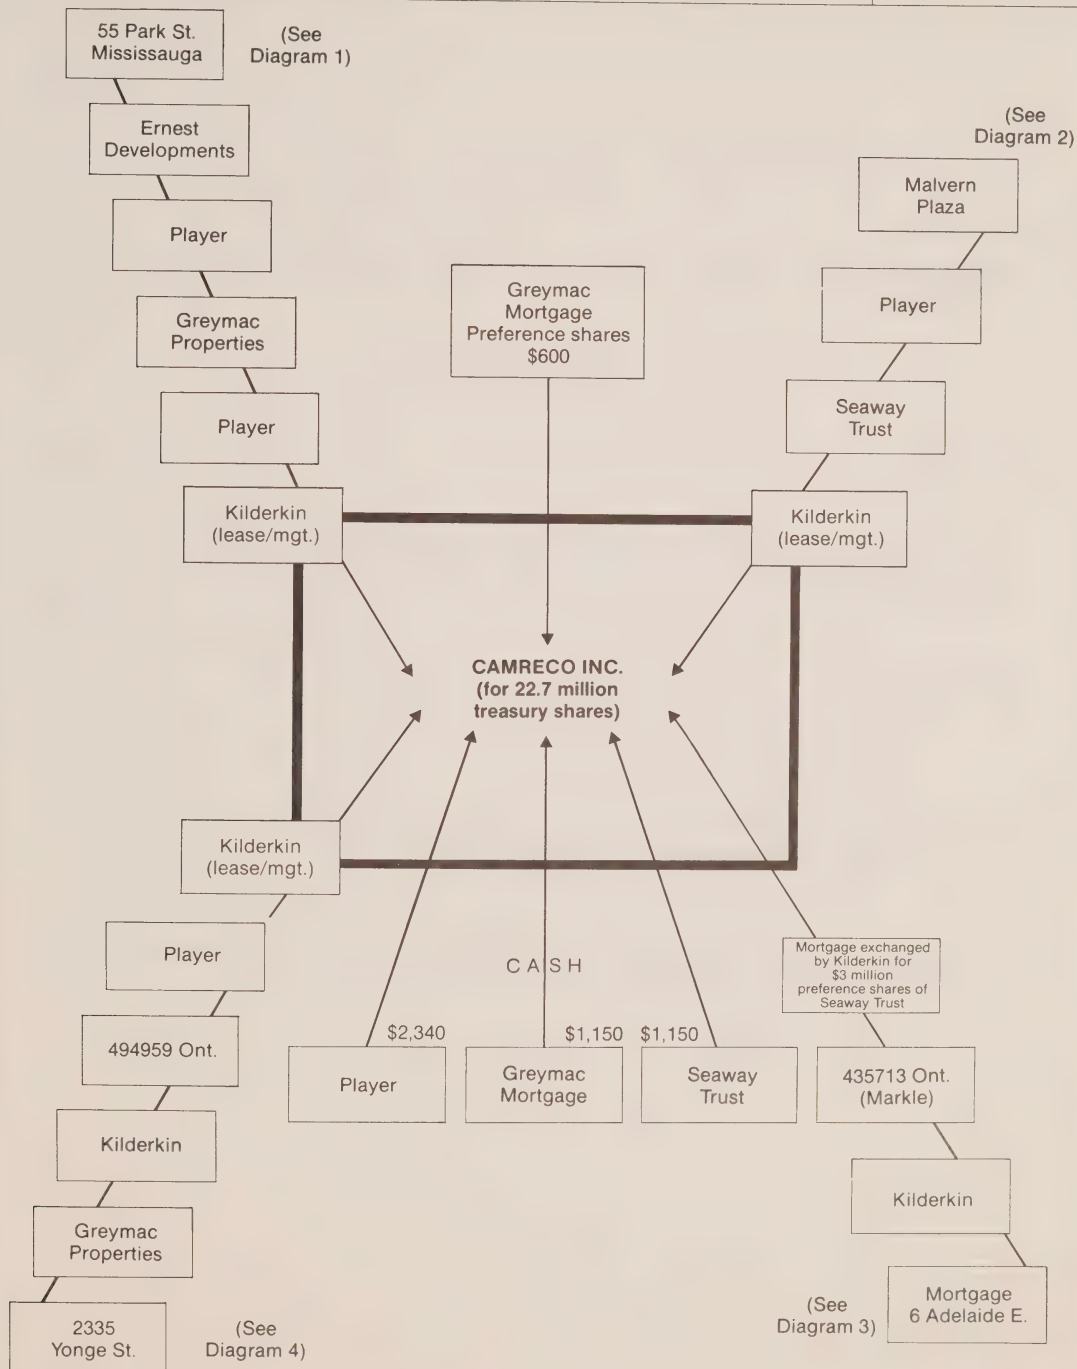 55 Park St.
Mississauga
(See
Diagram 1)
Ernest
Developments
Player
Greymac
Properties
Player
Kilderkin
(lease/mgt.)
Greymac
Mortgage
Preference shares
$600
(See
Diagram 2)
Malvern
Plaza
Player
Seaway
Trust
Kilderkin
(lease/mgt.)
CAMRECO INC.
(for 22.7 million
treasury shares)
Kilderkin
(lease/mgt.)
Player
494959 Ont.
Kilderkin
Greymac
Properties
2335
Yonge St.
(See
Diagram 4)
CASH
$2,340
Player
$1,150
Greymac
Mortgage
$1,150
Seaway
Trust
Mortgage exchanged
by Kilderkin for
$3 million
preference shares of
Seaway Trust
435713 Ont.
(Markle)
Kilderkin
Mortgage
6 Adelaide E.
(See
Diagram 3)